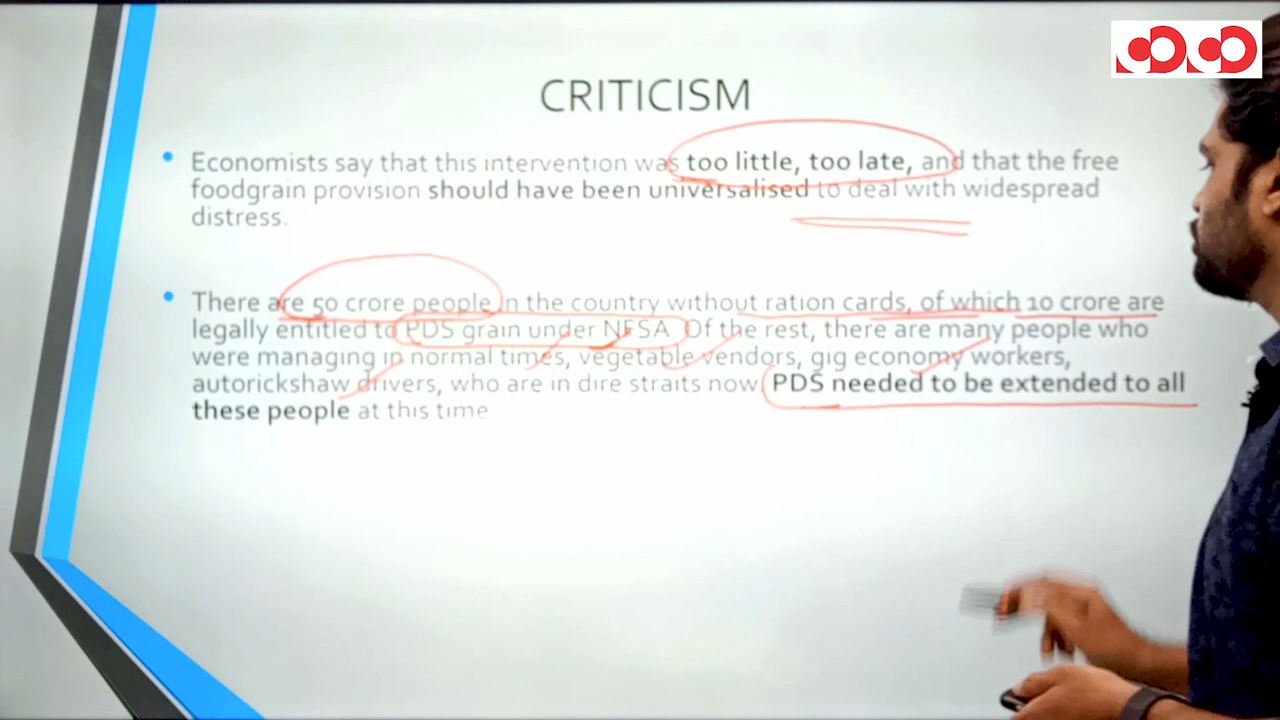 CRITICISM
• Economists say that this intervention was too little, too late, and that the free
foodgrain provision should have been universalised to deal with widespread
distress.
• There are 50 crore people in the country without ration cards, of which 10 crore are
legally entitled to PDS grain under NFSA Of the rest, there are many people who
were managing in normal times, vegetable vendors, gig economy workers,
autorickshaw drivers, who are in dire straits now PDS needed to be extended to all
these people at this time